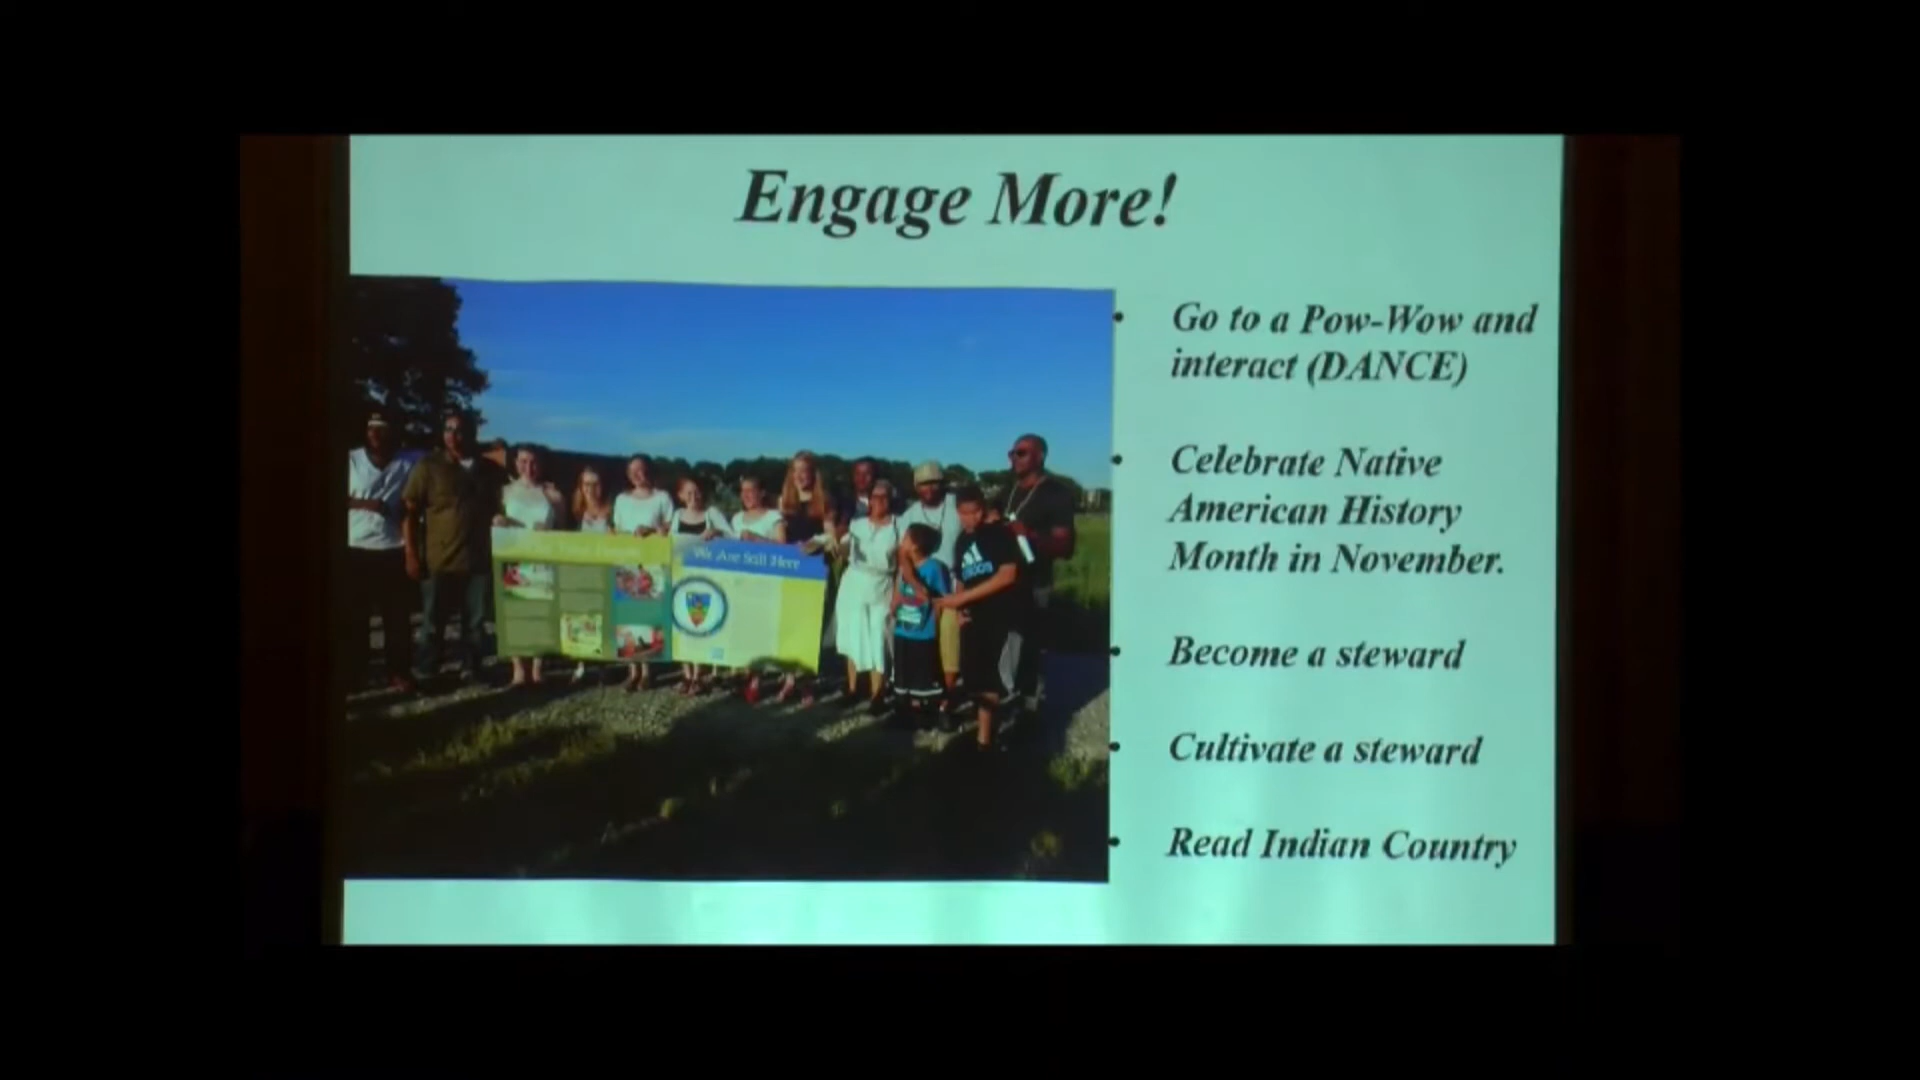 Engage More!
Go to a Pow-Wow and
interact (DANCE)
Celebrate Native
American History
Month in November.
Become a steward
Cultivate a steward
Read Indian Country
We Are Still Here
adidas